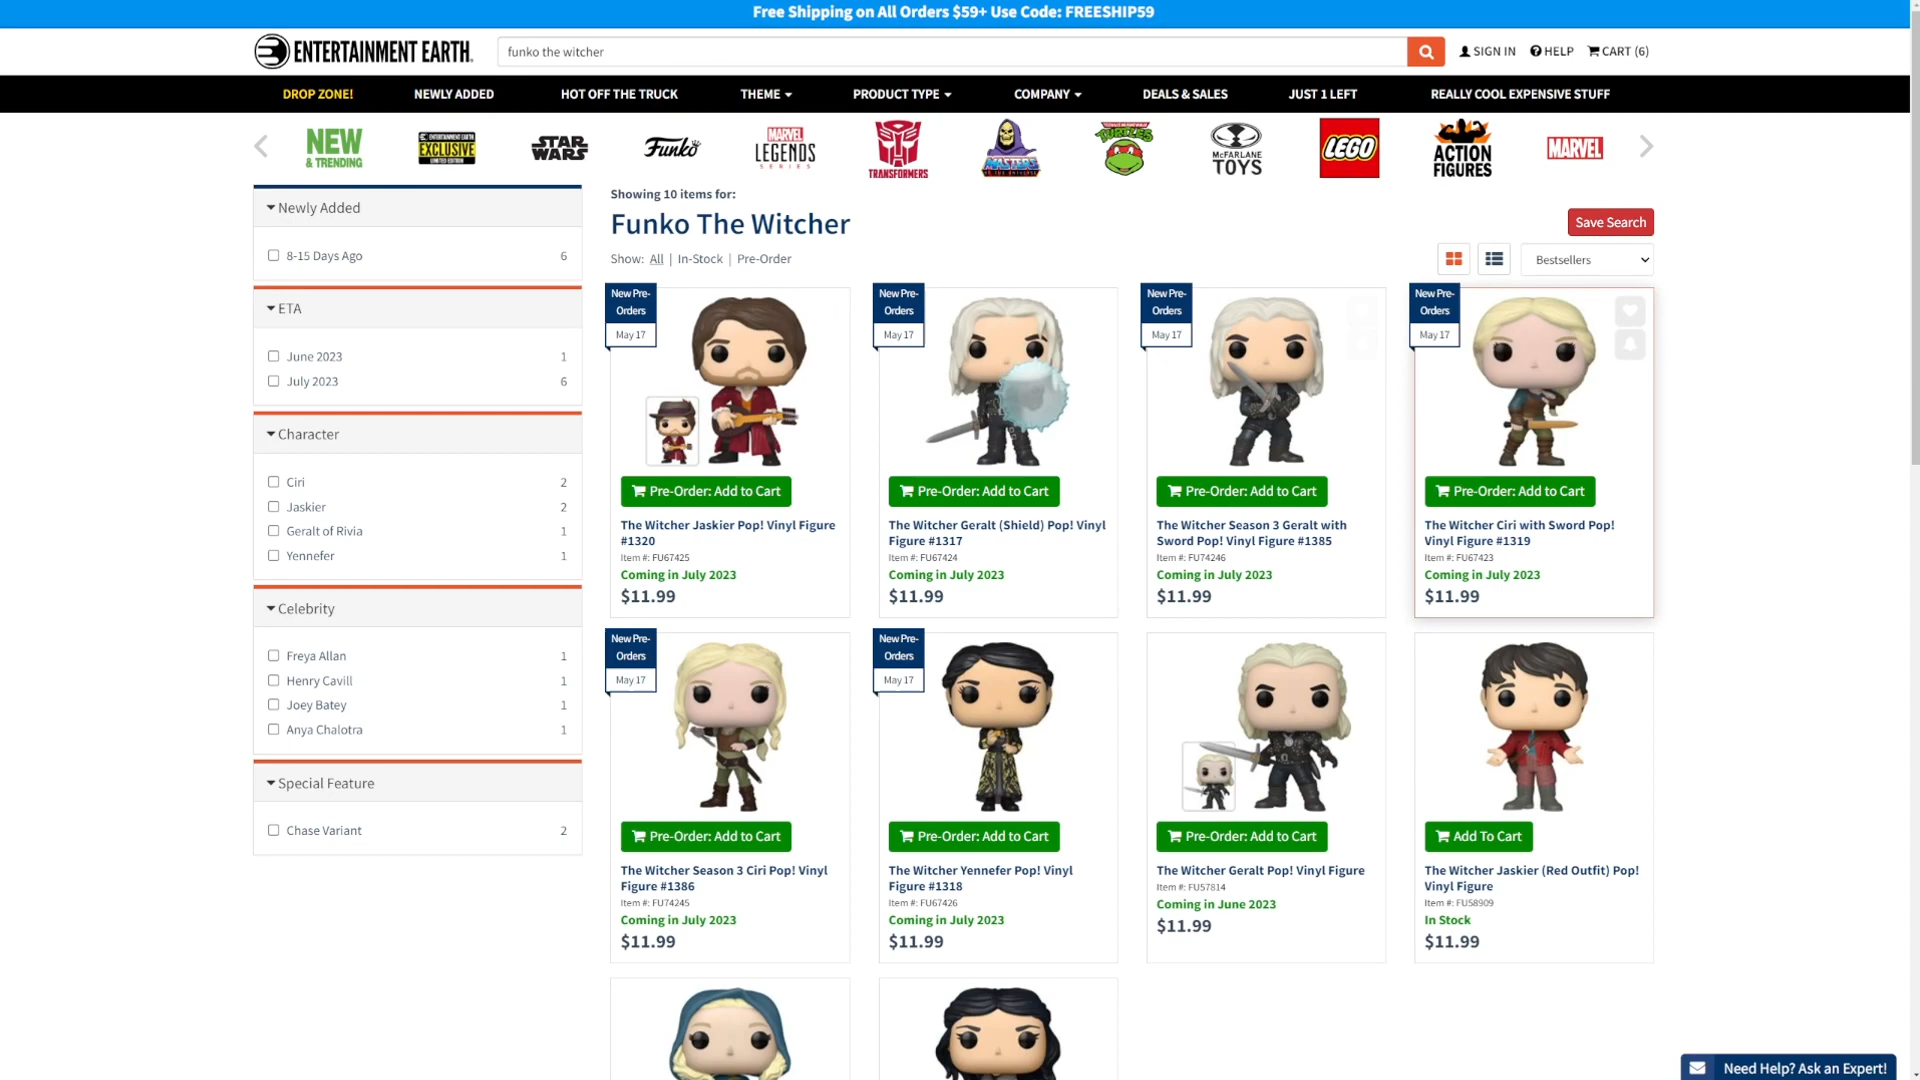 Free Shipping on All Orders $59+ Use Code: FREESHIP59
ENTERTAINMENT EARTH
funko the witcher
SIGN IN
HELP
CART (6)
DROP ZONE!
NEWLY ADDED
HOT OFF THE TRUCK
THEME
PRODUCT TYPE
COMPANY
DEALS & SALES
JUST 1 LEFT
REALLY COOL EXPENSIVE STUFF
NEW & TRENDING
ENTERTAINMENT EARTH EXCLUSIVE LIMITED EDITION
STAR WARS
Funko
MARVEL LEGENDS SERIES
TRANSFORMERS
MASTERS OF THE UNIVERSE
TURTLES
McFARLANE TOYS
LEGO
ACTION FIGURES
MARVEL
Newly Added
8-15 Days Ago 6
ETA
June 2023 1
July 2023 6
Character
Ciri 2
Jaskier 2
Geralt of Rivia 1
Yennefer 1
Celebrity
Freya Allan 1
Henry Cavill 1
Joey Batey 1
Anya Chalotra 1
Special Feature
Chase Variant 2
Showing 10 items for:
Funko The Witcher
Save Search
Show: All | In-Stock | Pre-Order
Bestsellers
New Pre-Orders
May 17
Pre-Order: Add to Cart
The Witcher Jaskier Pop! Vinyl Figure
#1320
Item #: FU67425
Coming in July 2023
$11.99
New Pre-Orders
May 17
Pre-Order: Add to Cart
The Witcher Geralt (Shield) Pop! Vinyl
Figure #1317
Item #: FU67424
Coming in July 2023
$11.99
New Pre-Orders
May 17
Pre-Order: Add to Cart
The Witcher Season 3 Geralt with
Sword Pop! Vinyl Figure #1385
Item #: FU74246
Coming in July 2023
$11.99
New Pre-Orders
May 17
Pre-Order: Add to Cart
The Witcher Ciri with Sword Pop!
Vinyl Figure #1319
Item #: FU67423
Coming in July 2023
$11.99
New Pre-Orders
May 17
Pre-Order: Add to Cart
The Witcher Season 3 Ciri Pop! Vinyl
Figure #1386
Item #: FU74245
Coming in July 2023
$11.99
New Pre-Orders
May 17
Pre-Order: Add to Cart
The Witcher Yennefer Pop! Vinyl
Figure #1318
Item #: FU67426
Coming in July 2023
$11.99
Pre-Order: Add to Cart
The Witcher Geralt Pop! Vinyl Figure
Item #: FU57814
Coming in June 2023
$11.99
Add To Cart
The Witcher Jaskier (Red Outfit) Pop!
Vinyl Figure
Item #: FU58909
In Stock
$11.99
Need Help? Ask an Expert!